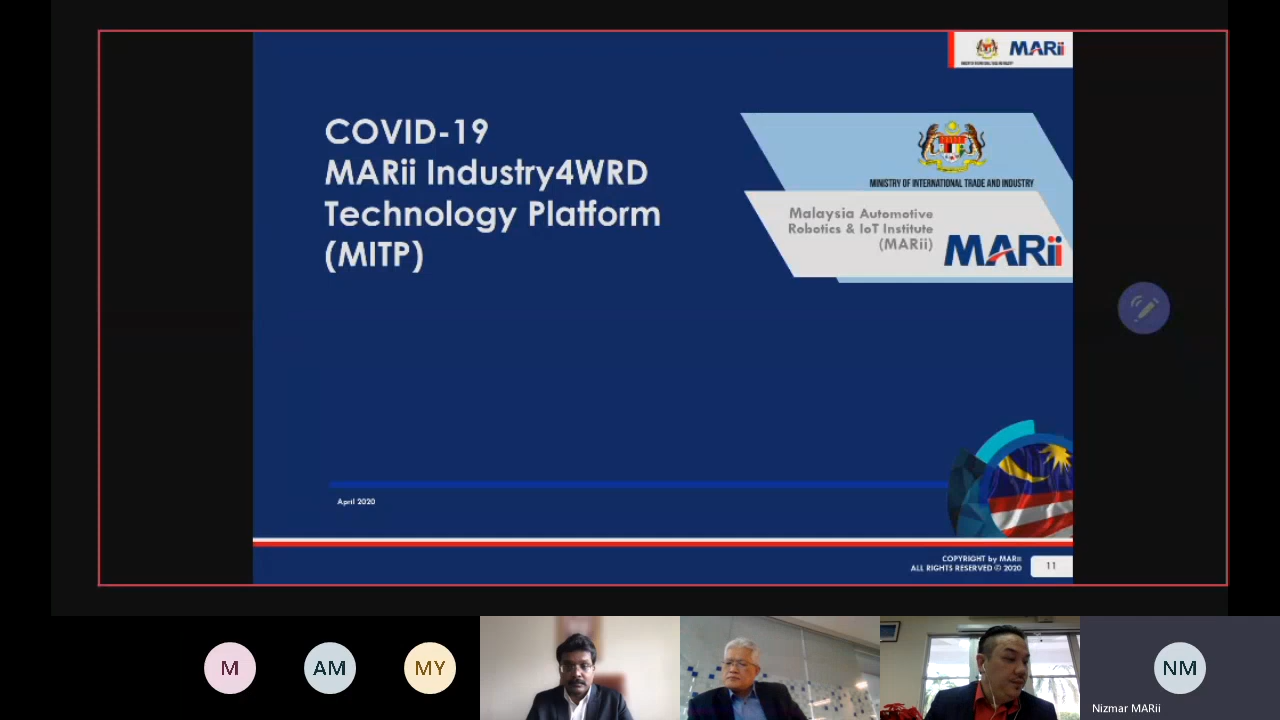 MARii
COVID-19
MARii Industry4WRD
Technology Platform
(MITP)
MINISTRY OF INTERNATIONAL TRADE AND INDUSTRY
Malaysia Automotive
Robotics & IoT Institute
(MARii)
MARii
April 2020
COPYRIGHT by MARii
ALL RIGHTS RESERVED © 2020
11
M
AM
MY
NM
Nizmar MARii